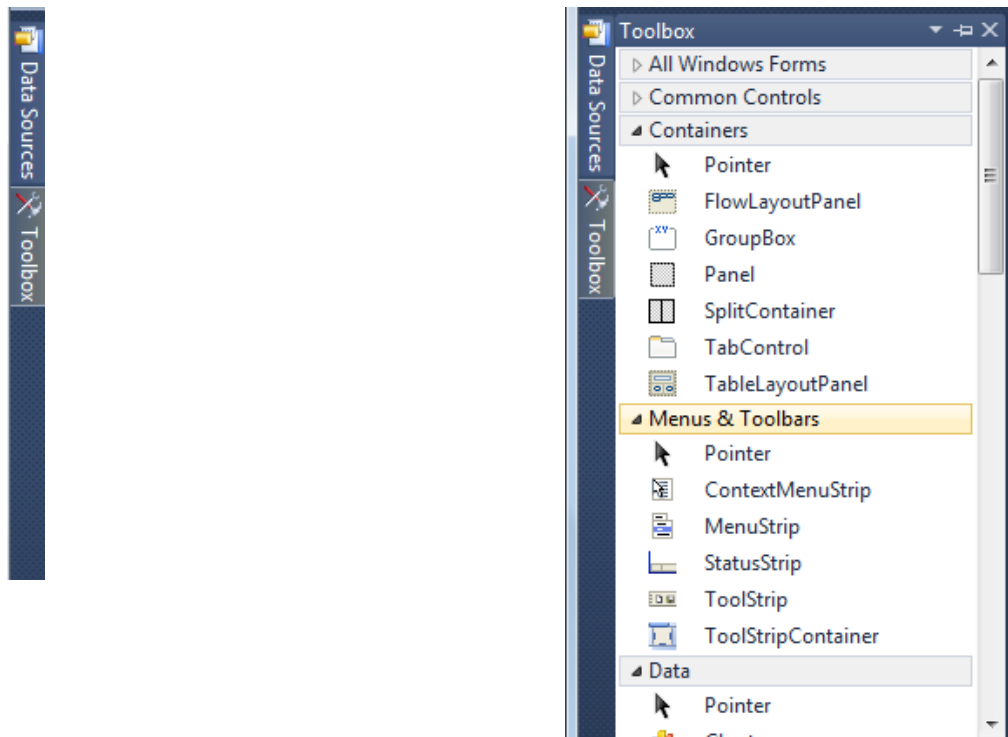 Data Sources
Toolbox
Data Sources
Toolbox
Toolbox
All Windows Forms
Common Controls
Containers
Pointer
FlowLayoutPanel
GroupBox
Panel
SplitContainer
TabControl
TableLayoutPanel
Menus & Toolbars
Pointer
ContextMenuStrip
MenuStrip
StatusStrip
ToolStrip
ToolStripContainer
Data
Pointer